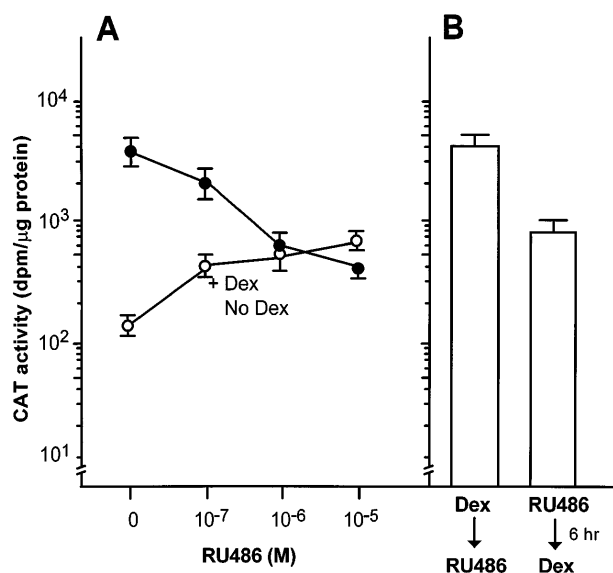 A
B
CAT activity (dpm/µg protein)
10⁴
10³
10²
10¹
+ Dex
No Dex
0
10⁻⁷
10⁻⁶
10⁻⁵
RU486 (M)
Dex
RU486
RU486
6 hr
Dex